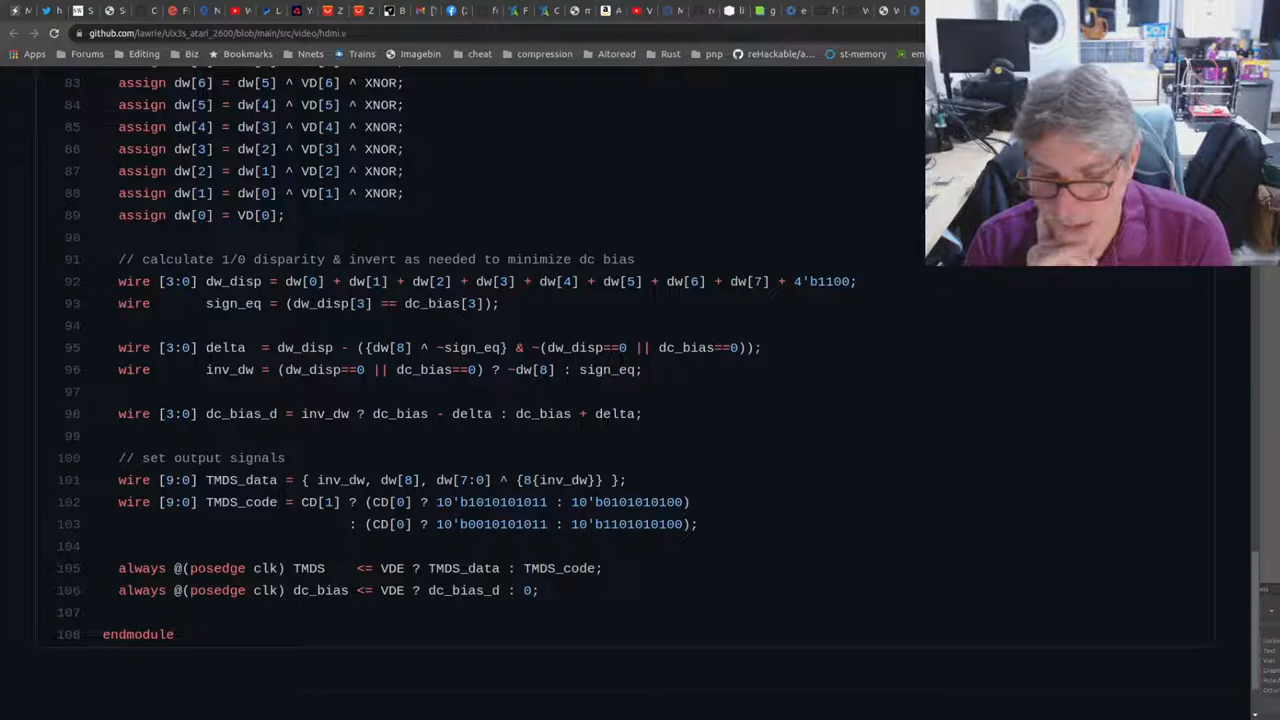 M
S
C
F
N
V
Y
V
Z
Z
B
(
T
A
C
m
A
V
M
li
g
e
github.com/lawrie/ulx3s_atari_2600/blob/main/src/video/hdmi.v
Apps Forums Editing Biz Bookmarks Nnets Trains Imagebin cheat compression Altoread Rust pnp reHackable/a... st-memory em
83 assign dw[6] = dw[5] ^ VD[6] ^ XNOR;
84 assign dw[5] = dw[4] ^ VD[5] ^ XNOR;
85 assign dw[4] = dw[3] ^ VD[4] ^ XNOR;
86 assign dw[3] = dw[2] ^ VD[3] ^ XNOR;
87 assign dw[2] = dw[1] ^ VD[2] ^ XNOR;
88 assign dw[1] = dw[0] ^ VD[1] ^ XNOR;
89 assign dw[0] = VD[0];
90
91 // calculate 1/0 disparity & invert as needed to minimize dc bias
92 wire [3:0] dw_disp = dw[0] + dw[1] + dw[2] + dw[3] + dw[4] + dw[5] + dw[6] + dw[7] + 4'b1100;
93 wire sign_eq = (dw_disp[3] == dc_bias[3]);
94
95 wire [3:0] delta = dw_disp - ({dw[8] ^ ~sign_eq} & ~(dw_disp==0 || dc_bias==0));
96 wire inv_dw = (dw_disp==0 || dc_bias==0) ? ~dw[8] : sign_eq;
97
98 wire [3:0] dc_bias_d = inv_dw ? dc_bias - delta : dc_bias + delta;
99
100 // set output signals
101 wire [9:0] TMDS_data = { inv_dw, dw[8], dw[7:0] ^ {8{inv_dw}} };
102 wire [9:0] TMDS_code = CD[1] ? (CD[0] ? 10'b1010101011 : 10'b0101010100)
103 : (CD[0] ? 10'b0010101011 : 10'b1101010100);
104
105 always @(posedge clk) TMDS <= VDE ? TMDS_data : TMDS_code;
106 always @(posedge clk) dc_bias <= VDE ? dc_bias_d : 0;
107
108 endmodule